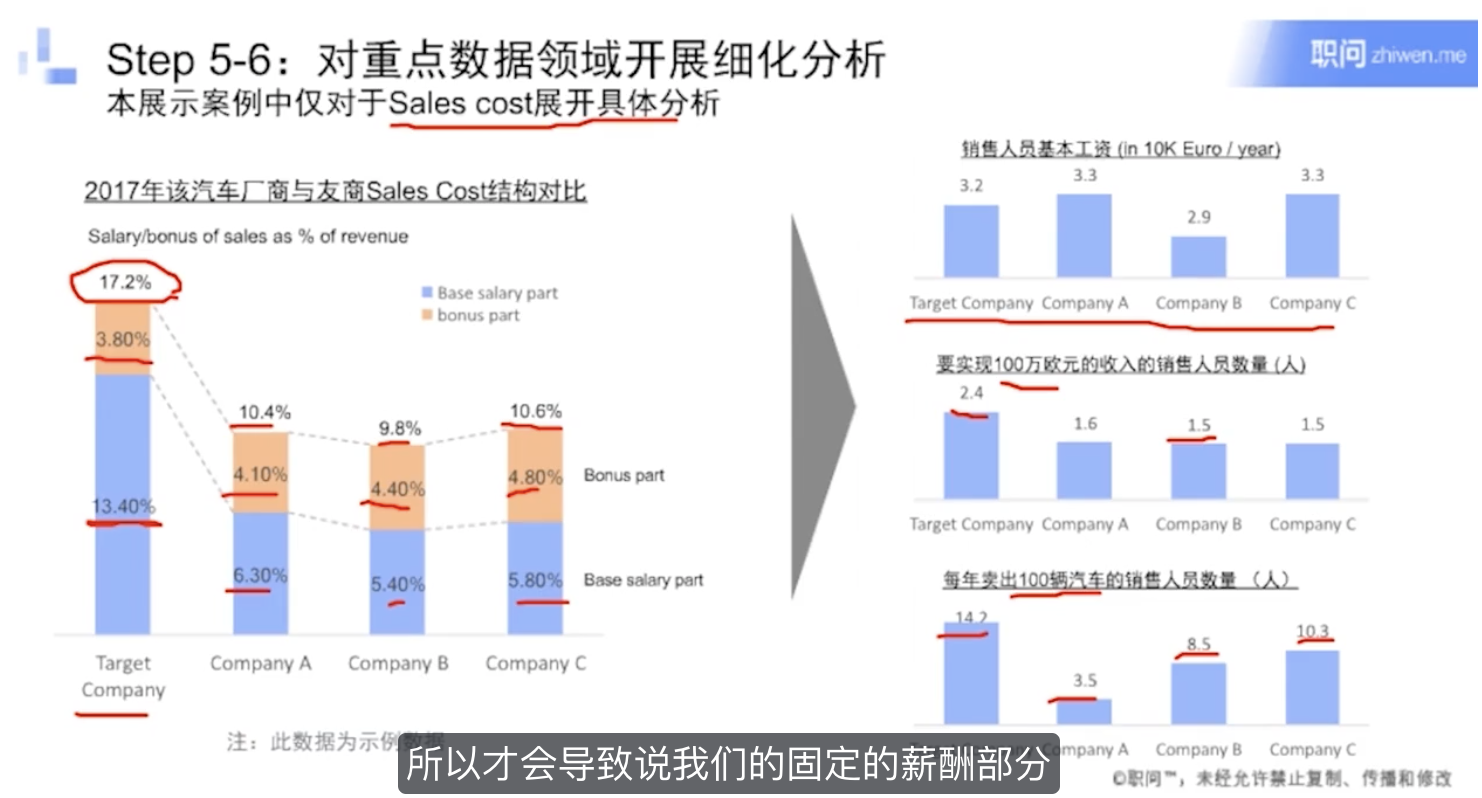 Step 5-6：对重点数据领域开展细化分析
职问 zhiwen.me
本展示案例中仅对于Sales cost展开具体分析
2017年该汽车厂商与友商Sales Cost结构对比
Salary/bonus of sales as % of revenue
17.2%
Base salary part
bonus part
3.80%
10.4%
9.8%
10.6%
4.10%
4.40%
4.80%
Bonus part
13.40%
6.30%
5.40%
5.80%
Base salary part
Target Company
Company A
Company B
Company C
销售人员基本工资 (in 10K Euro / year)
3.2
3.3
2.9
3.3
Target Company
Company A
Company B
Company C
要实现100万欧元的收入的销售人员数量 (人)
2.4
1.6
1.5
1.5
Target Company
Company A
Company B
Company C
每年卖出100辆汽车的销售人员数量 （人）
14.2
3.5
8.5
10.3
Company A
Company B
Company C
注：此数据为示例数据
所以才会导致说我们的固定的薪酬部分
©职问™，未经允许禁止复制、传播和修改